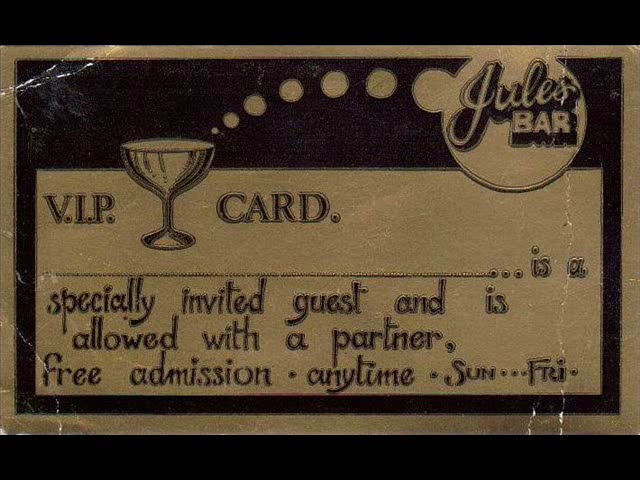 Jules
BAR
V.I.P. CARD.
... is a
specially invited guest and is
allowed with a partner,
free admission · anytime · SUN···FRI·